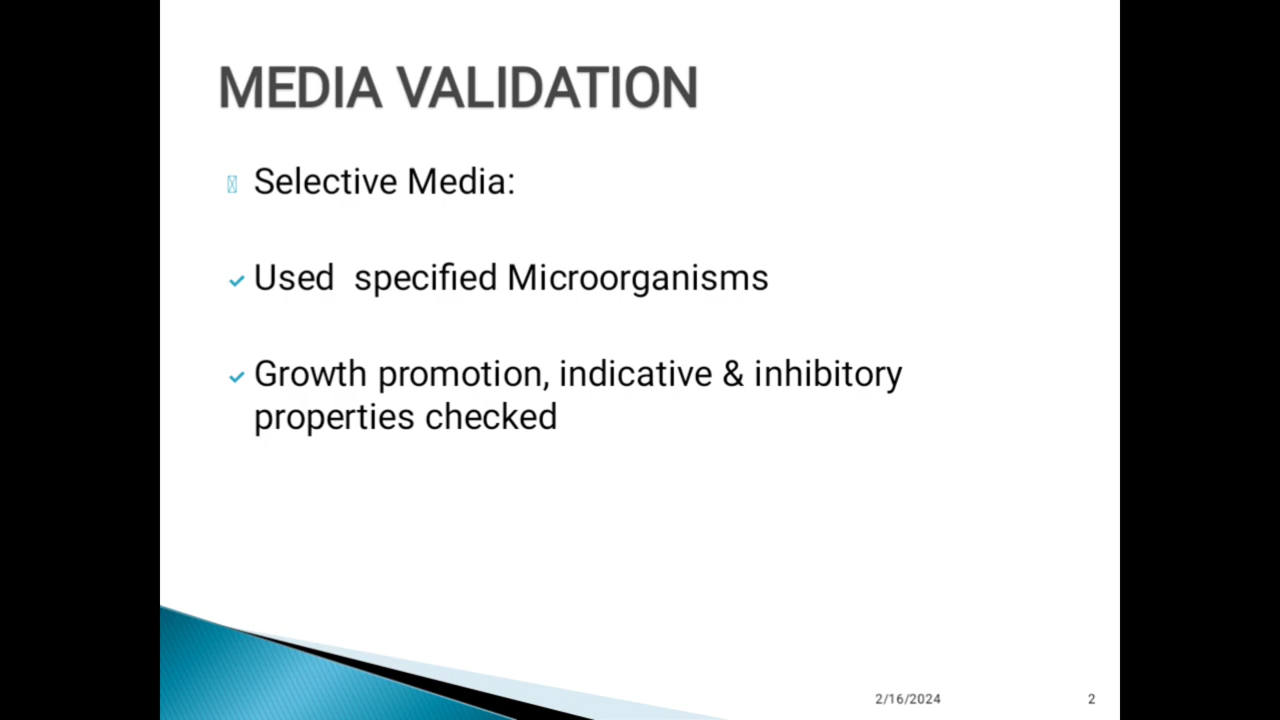 MEDIA VALIDATION
Selective Media:
Used  specified Microorganisms
Growth promotion, indicative & inhibitory
properties checked
2/16/2024
2